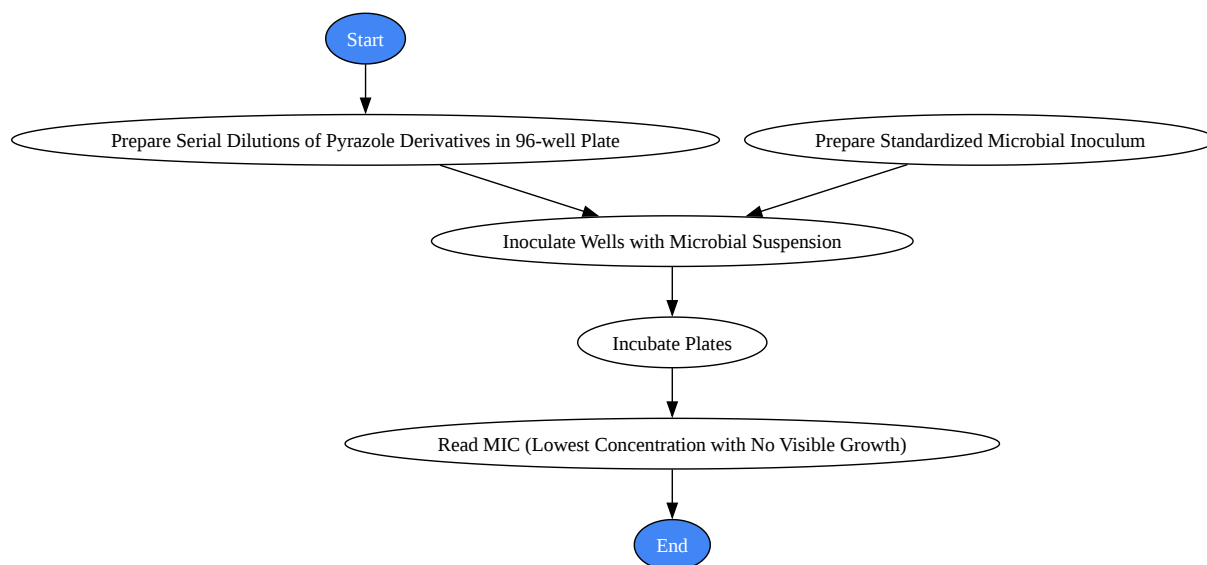 Start
Prepare Serial Dilutions of Pyrazole Derivatives in 96-well Plate
Prepare Standardized Microbial Inoculum
Inoculate Wells with Microbial Suspension
Incubate Plates
Read MIC (Lowest Concentration with No Visible Growth)
End